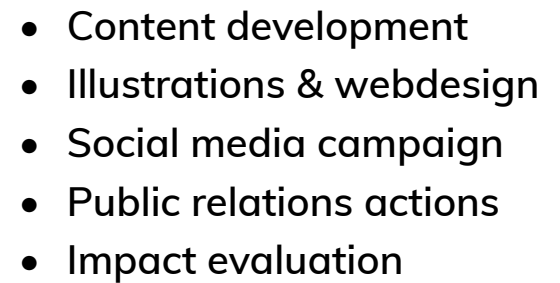 • Content development
• Illustrations & webdesign
• Social media campaign
• Public relations actions
• Impact evaluation